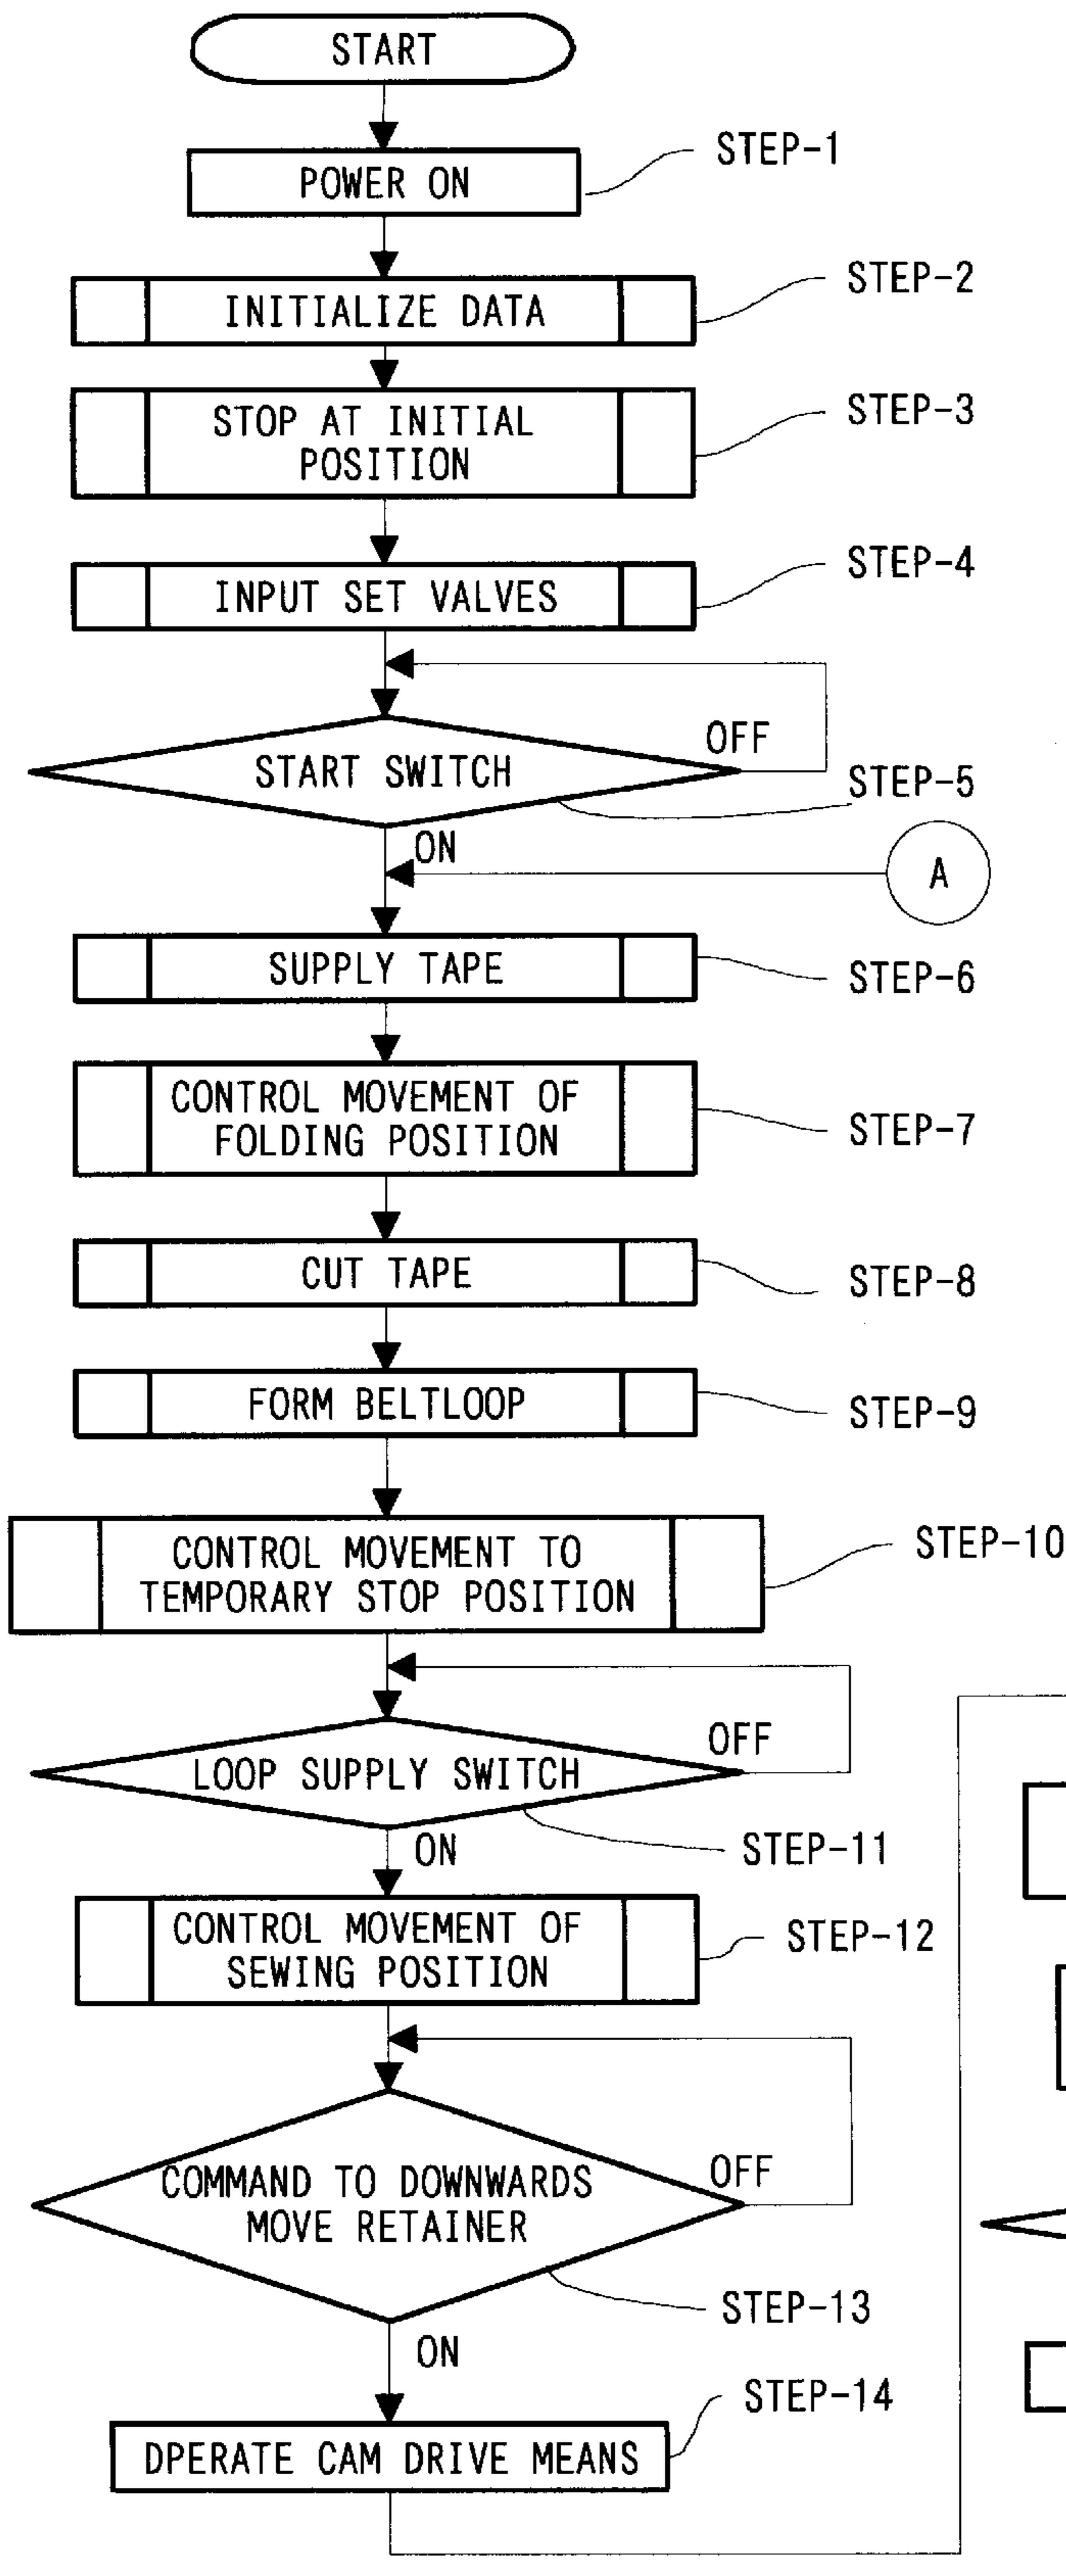 START
POWER ON
STEP-1
INITIALIZE DATA
STEP-2
STOP AT INITIAL
POSITION
STEP-3
INPUT SET VALVES
STEP-4
START SWITCH
OFF
STEP-5
ON
A
SUPPLY TAPE
STEP-6
CONTROL MOVEMENT OF
FOLDING POSITION
STEP-7
CUT TAPE
STEP-8
FORM BELTLOOP
STEP-9
CONTROL MOVEMENT TO
TEMPORARY STOP POSITION
STEP-10
LOOP SUPPLY SWITCH
OFF
STEP-11
ON
CONTROL MOVEMENT OF
SEWING POSITION
STEP-12
COMMAND TO DOWNWARDS
MOVE RETAINER
OFF
STEP-13
ON
STEP-14
DPERATE CAM DRIVE MEANS